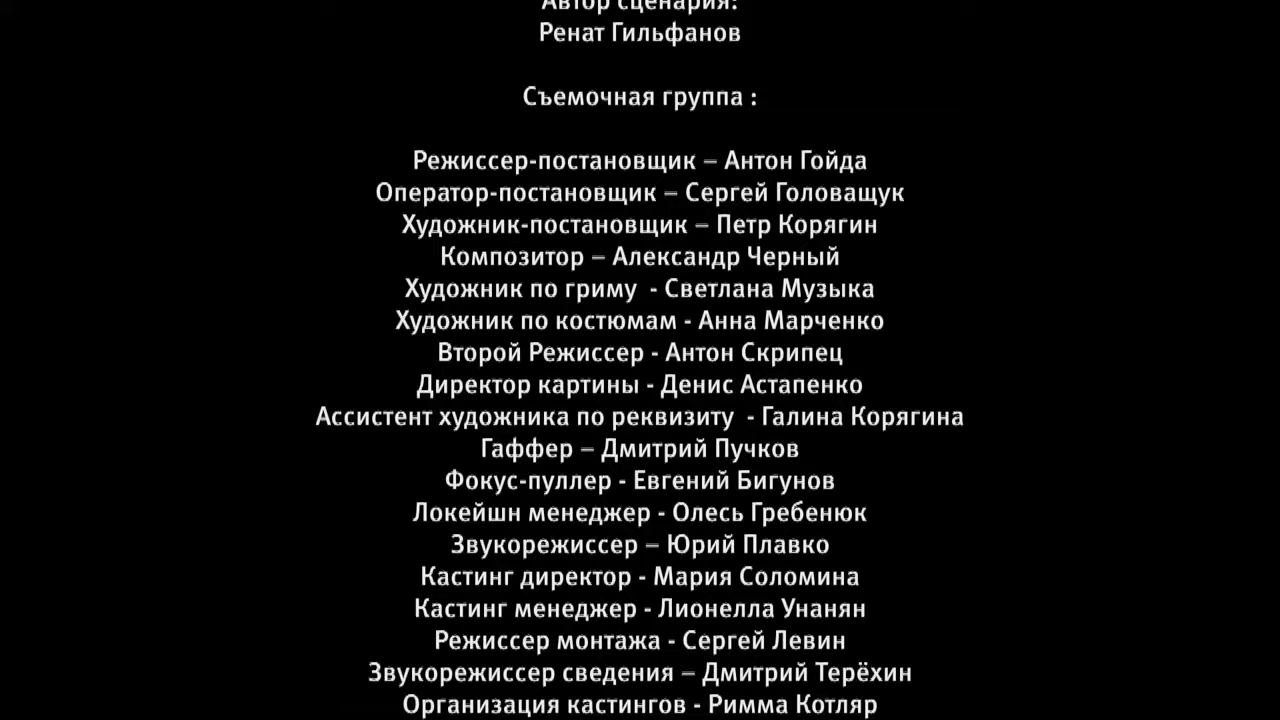 Автор сценария:
Ренат Гильфанов
Съемочная группа :
Режиссер-постановщик – Антон Гойда
Оператор-постановщик – Сергей Головащук
Художник-постановщик – Петр Корягин
Композитор – Александр Черный
Художник по гриму - Светлана Музыка
Художник по костюмам - Анна Марченко
Второй Режиссер - Антон Скрипец
Директор картины - Денис Астапенко
Ассистент художника по реквизиту - Галина Корягина
Гаффер – Дмитрий Пучков
Фокус-пуллер - Евгений Бигунов
Локейшн менеджер - Олесь Гребенюк
Звукорежиссер – Юрий Плавко
Кастинг директор - Мария Соломина
Кастинг менеджер - Лионелла Унанян
Режиссер монтажа - Сергей Левин
Звукорежиссер сведения – Дмитрий Терёхин
Организация кастингов - Римма Котляр